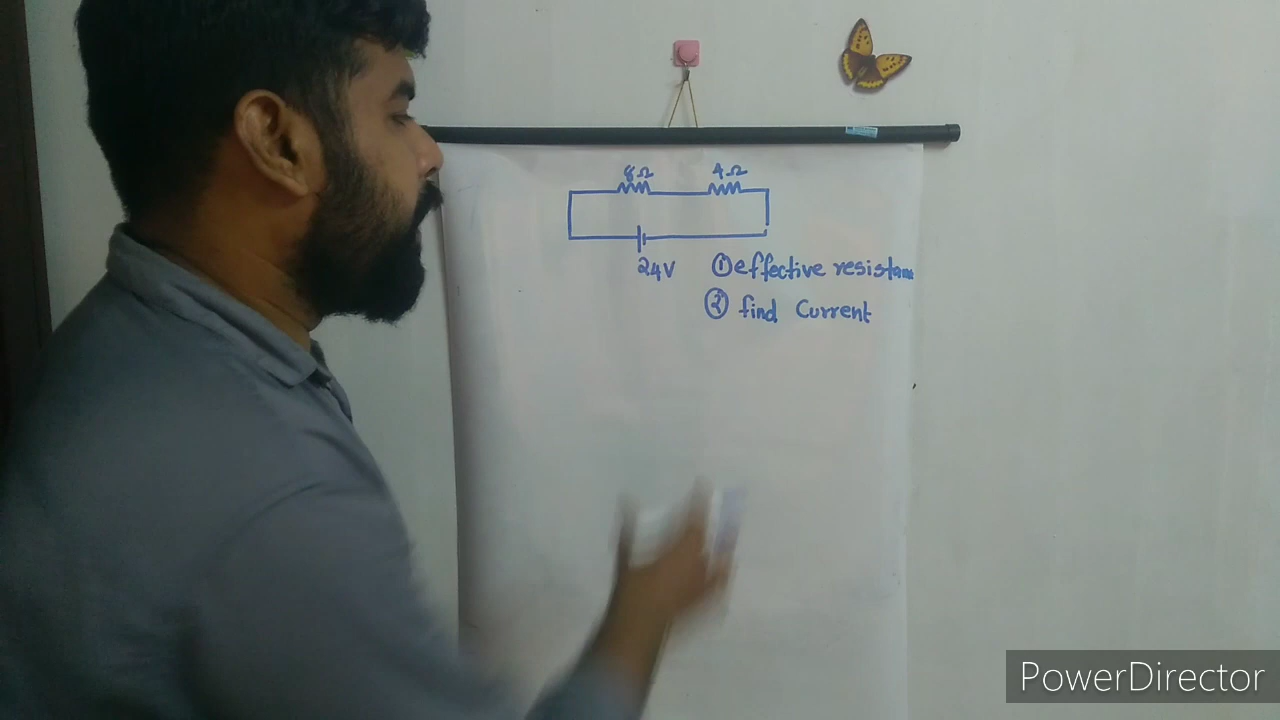 8Ω 4Ω
24V
① effective resistance
② find Current
PowerDirector